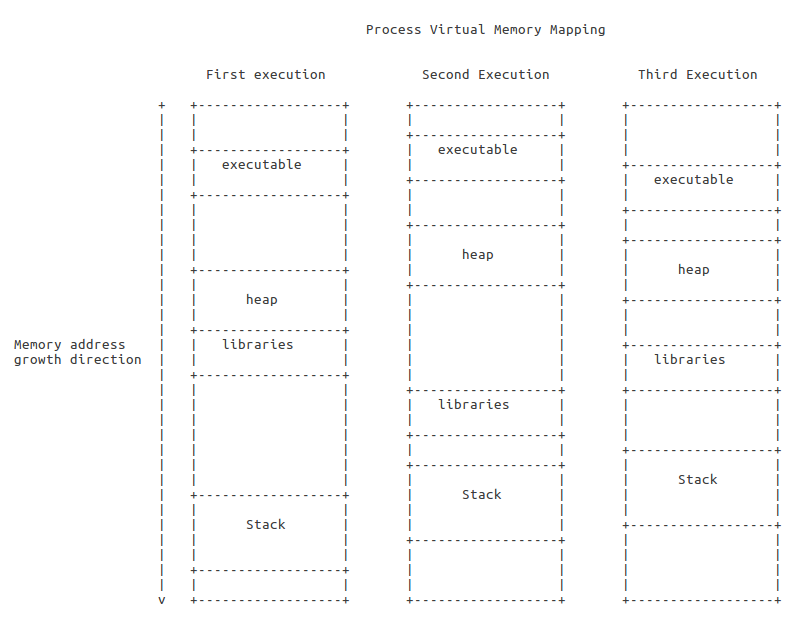 Process Virtual Memory Mapping
First execution Second Execution Third Execution
executable
executable
executable
heap
heap
heap
libraries
Memory address
growth direction
libraries
libraries
Stack
Stack
Stack
v